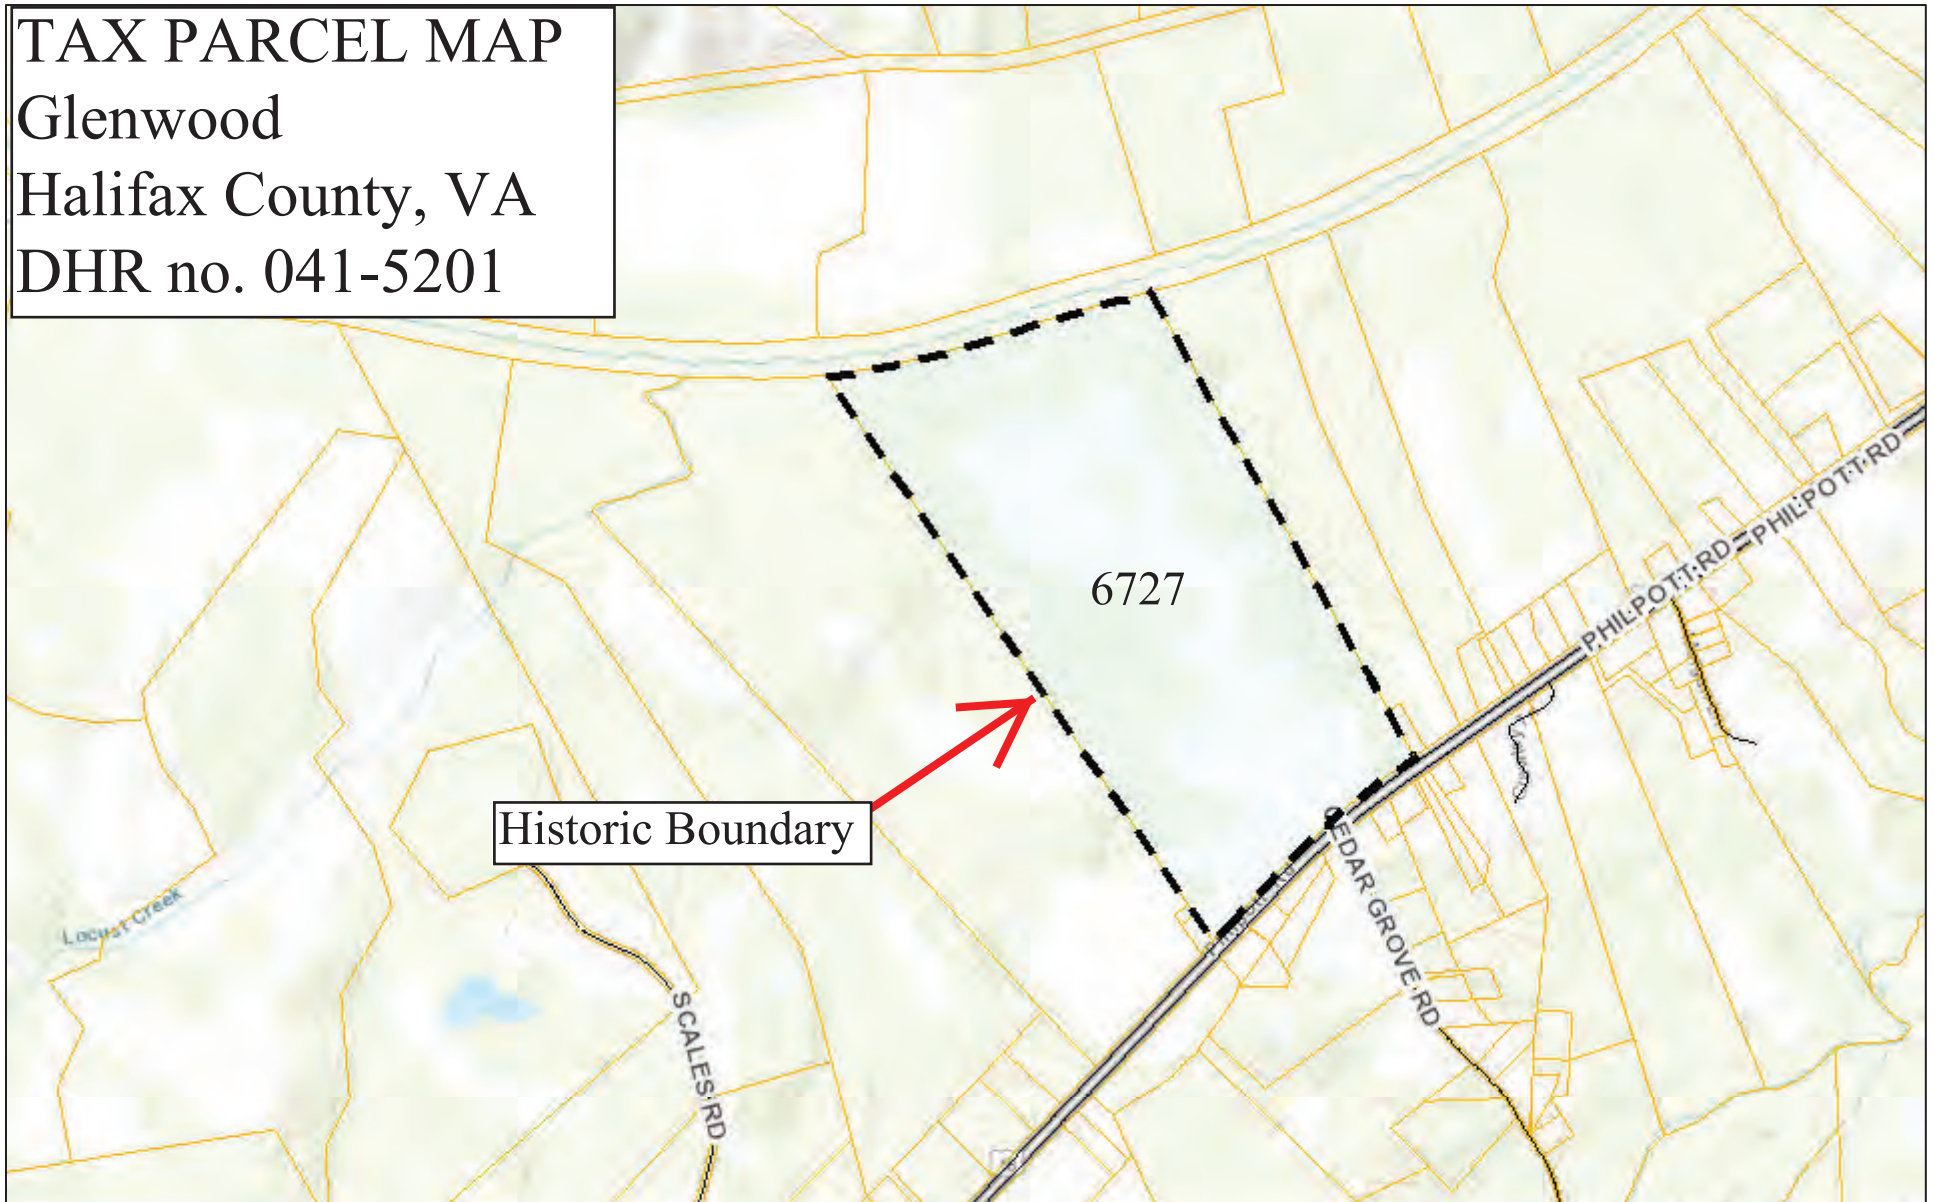 TAX PARCEL MAP
Glenwood
Halifax County, VA
DHR no. 041-5201
6727
PHILPOTT RD
PHILPOTT RD
Historic Boundary
CEDAR GROVE RD
Locust Creek
SCALES RD